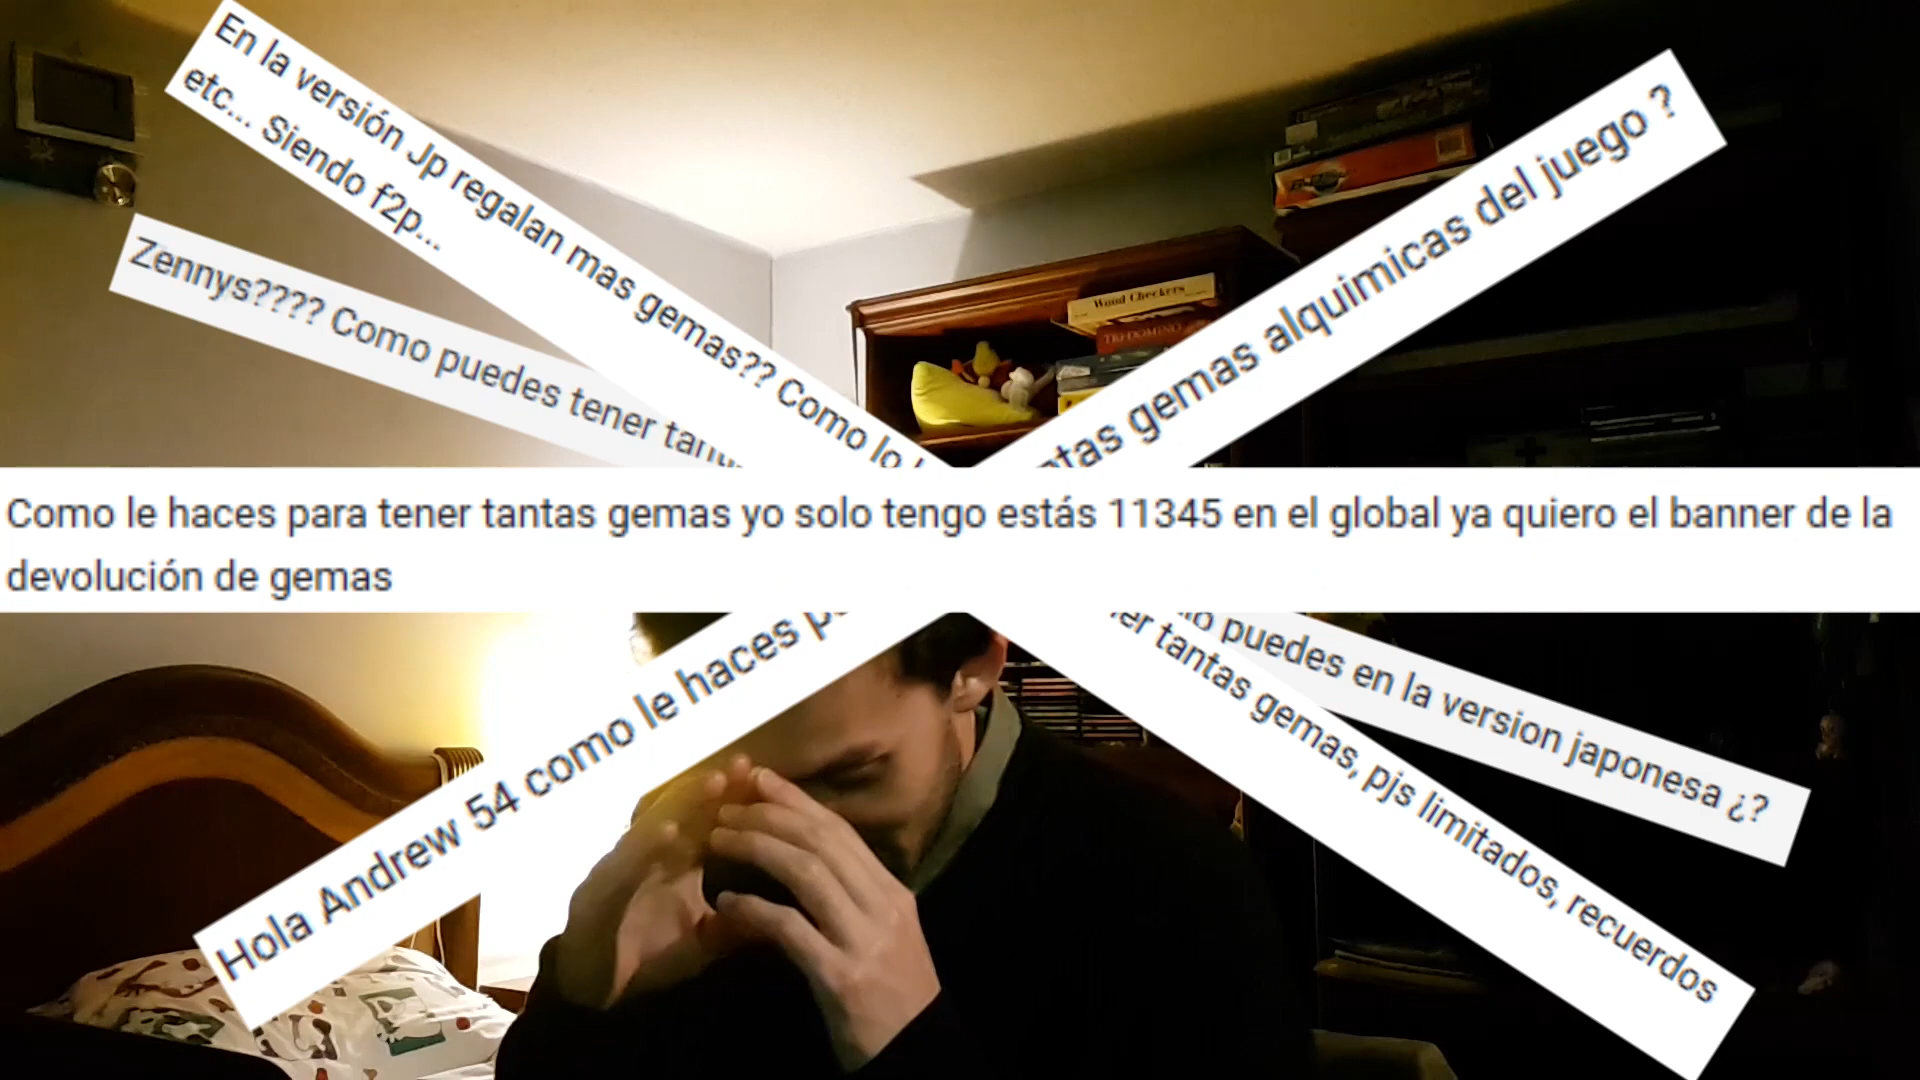 En la versión Jp regalan mas gemas?? Como lo
etc... Siendo f2p...
ner tantas gemas, pjs limitados, recuerdos
Zennys???? Como puedes tener
puedes en la version japonesa ¿?
gemas alquimicas del juego ?
Hola Andrew 54 como le haces
Como le haces para tener tantas gemas yo solo tengo estás 11345 en el global ya quiero el banner de la
devolución de gemas
Wood Checkers
TRI-DOMINO